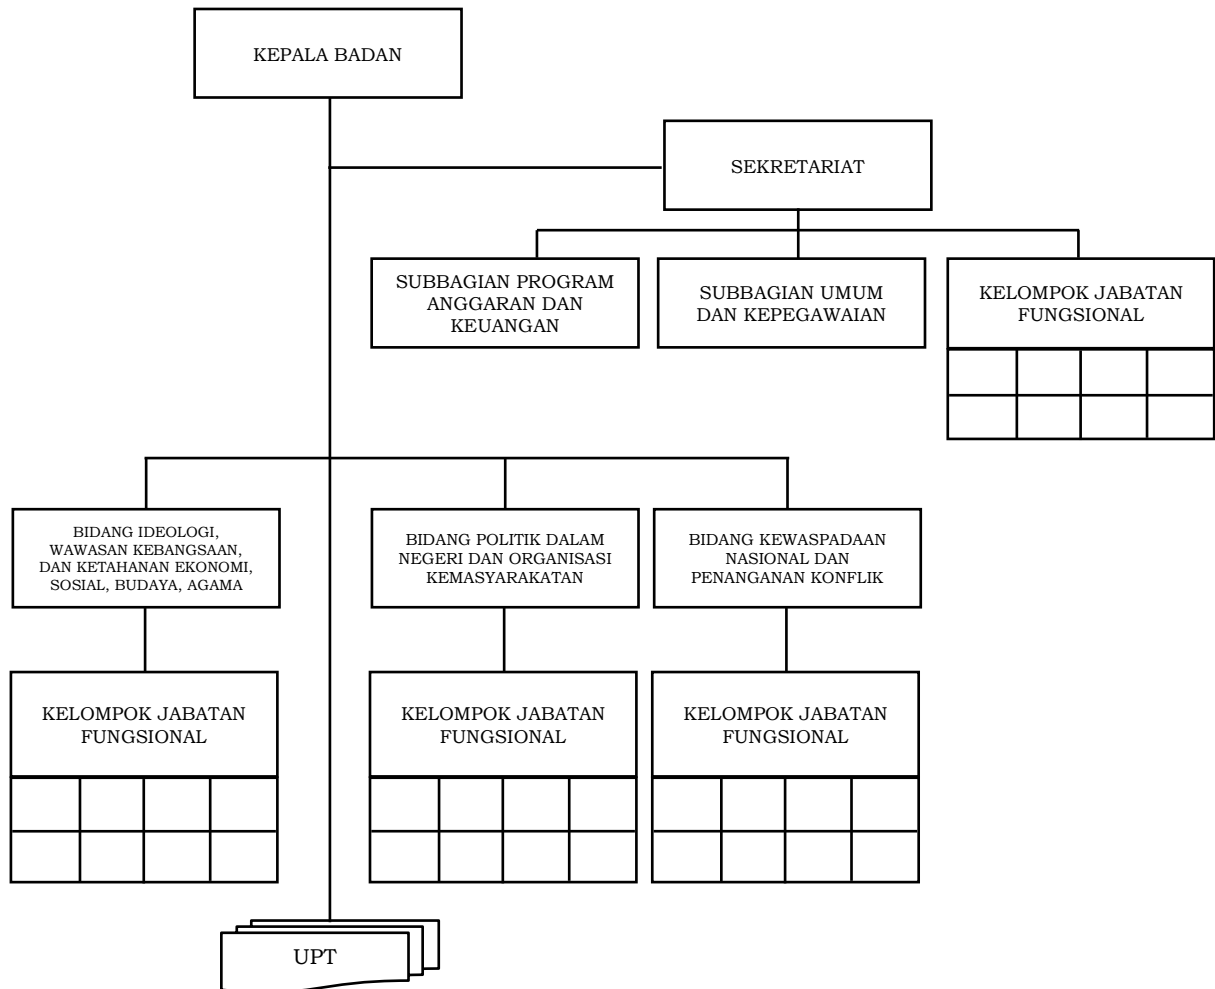 KEPALA BADAN
SEKRETARIAT
SUBBAGIAN PROGRAM
ANGGARAN DAN
KEUANGAN
SUBBAGIAN UMUM
DAN KEPEGAWAIAN
KELOMPOK JABATAN
FUNGSIONAL
BIDANG IDEOLOGI,
WAWASAN KEBANGSAAN,
DAN KETAHANAN EKONOMI,
SOSIAL, BUDAYA, AGAMA
BIDANG POLITIK DALAM
NEGERI DAN ORGANISASI
KEMASYARAKATAN
BIDANG KEWASPADAAN
NASIONAL DAN
PENANGANAN KONFLIK
KELOMPOK JABATAN
FUNGSIONAL
KELOMPOK JABATAN
FUNGSIONAL
KELOMPOK JABATAN
FUNGSIONAL
UPT